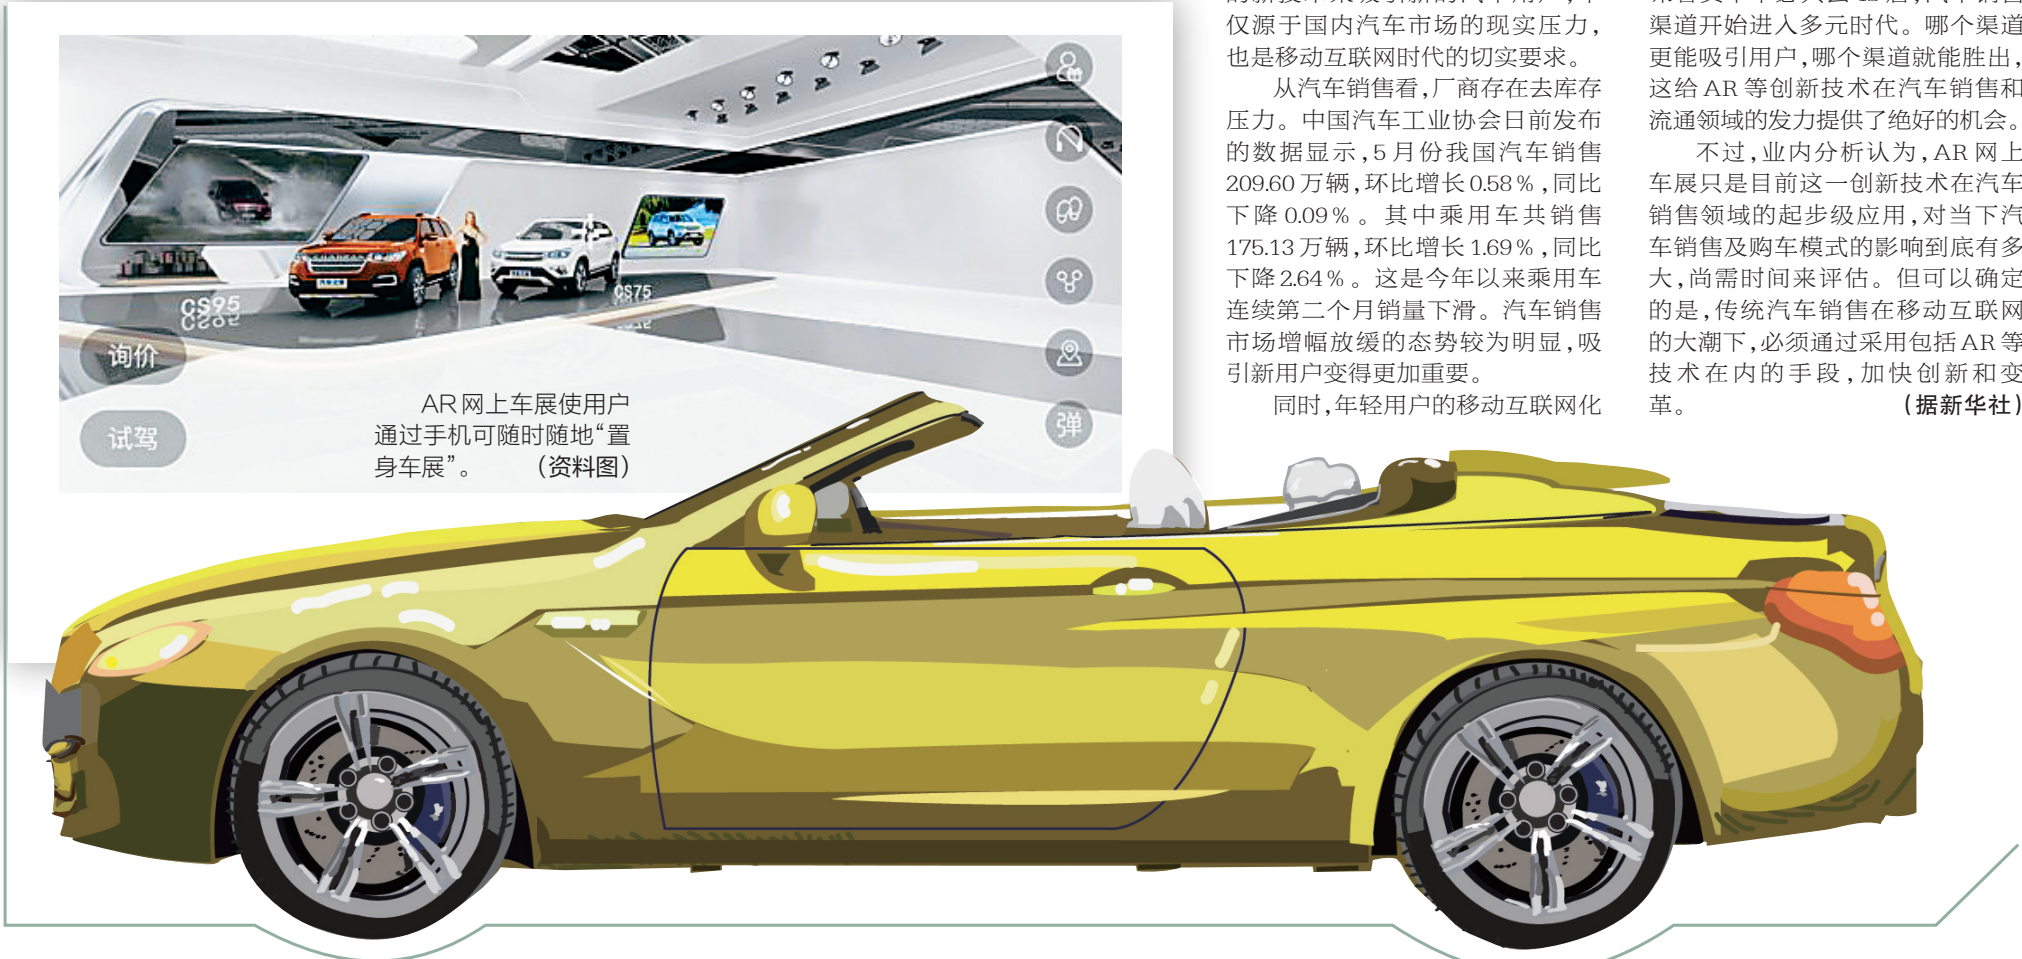 CS95
CS75
询价
试驾
弹
AR网上车展使用户
通过手机可随时随地“置
身车展”。 (资料图)
仅源于国内汽车市场的现实压力,
也是移动互联网时代的切实要求。
从汽车销售看,厂商存在去库存
压力。中国汽车工业协会日前发布
的数据显示,5月份我国汽车销售
209.60万辆,环比增长0.58%,同比
下降0.09%。其中乘用车共销售
175.13万辆,环比增长1.69%,同比
下降2.64%。这是今年以来乘用车
连续第二个月销量下滑。汽车销售
市场增幅放缓的态势较为明显,吸
引新用户变得更加重要。
同时,年轻用户的移动互联网化
渠道开始进入多元时代。哪个渠道
更能吸引用户,哪个渠道就能胜出,
这给AR等创新技术在汽车销售和
流通领域的发力提供了绝好的机会。
不过,业内分析认为,AR网上
车展只是目前这一创新技术在汽车
销售领域的起步级应用,对当下汽
车销售及购车模式的影响到底有多
大,尚需时间来评估。但可以确定
的是,传统汽车销售在移动互联网
的大潮下,必须通过采用包括AR等
技术在内的手段,加快创新和变
革。 (据新华社)